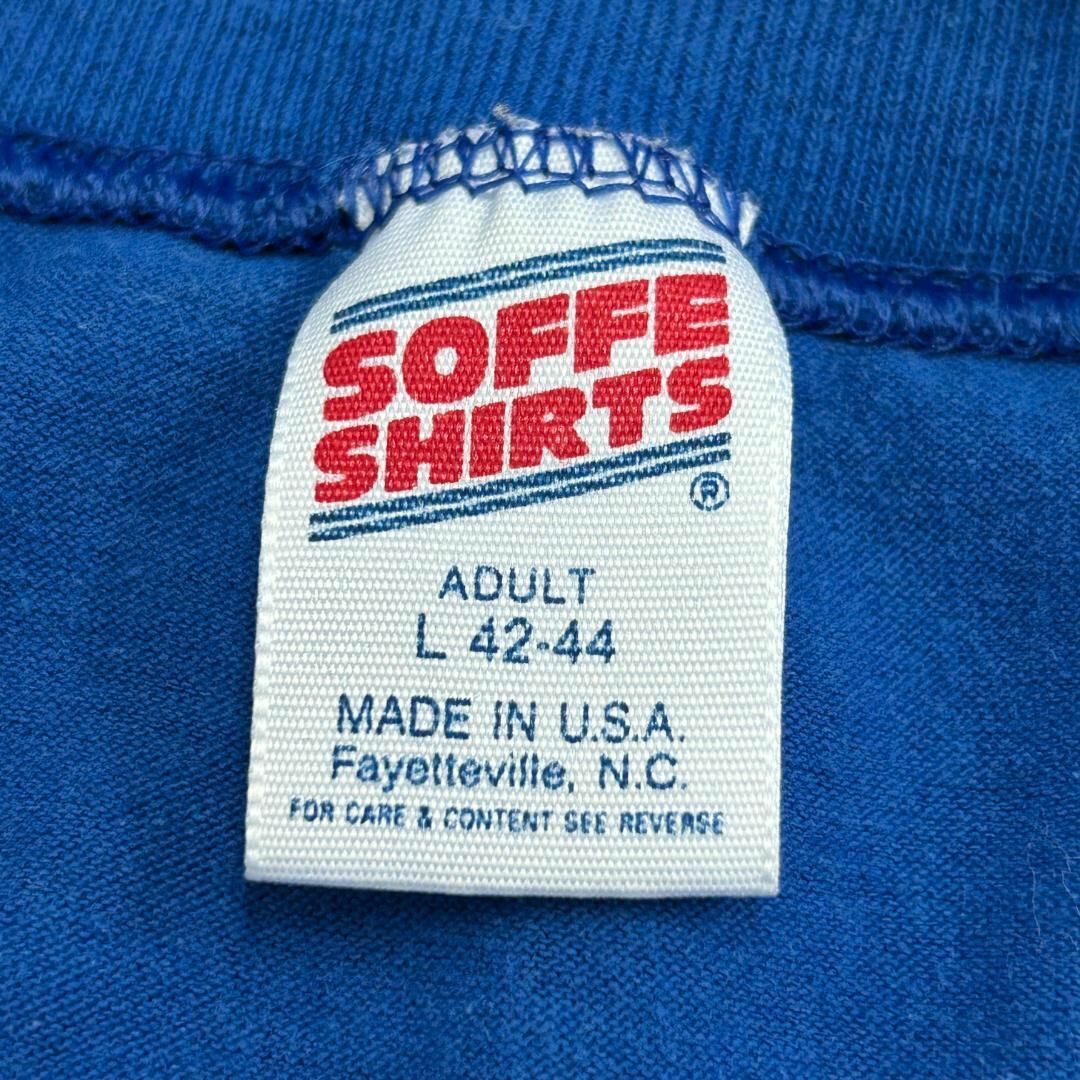 SOFFE
SHIRTS
®
ADULT
L 42-44
MADE IN U.S.A.
Fayetteville, N.C.
FOR CARE & CONTENT SEE REVERSE